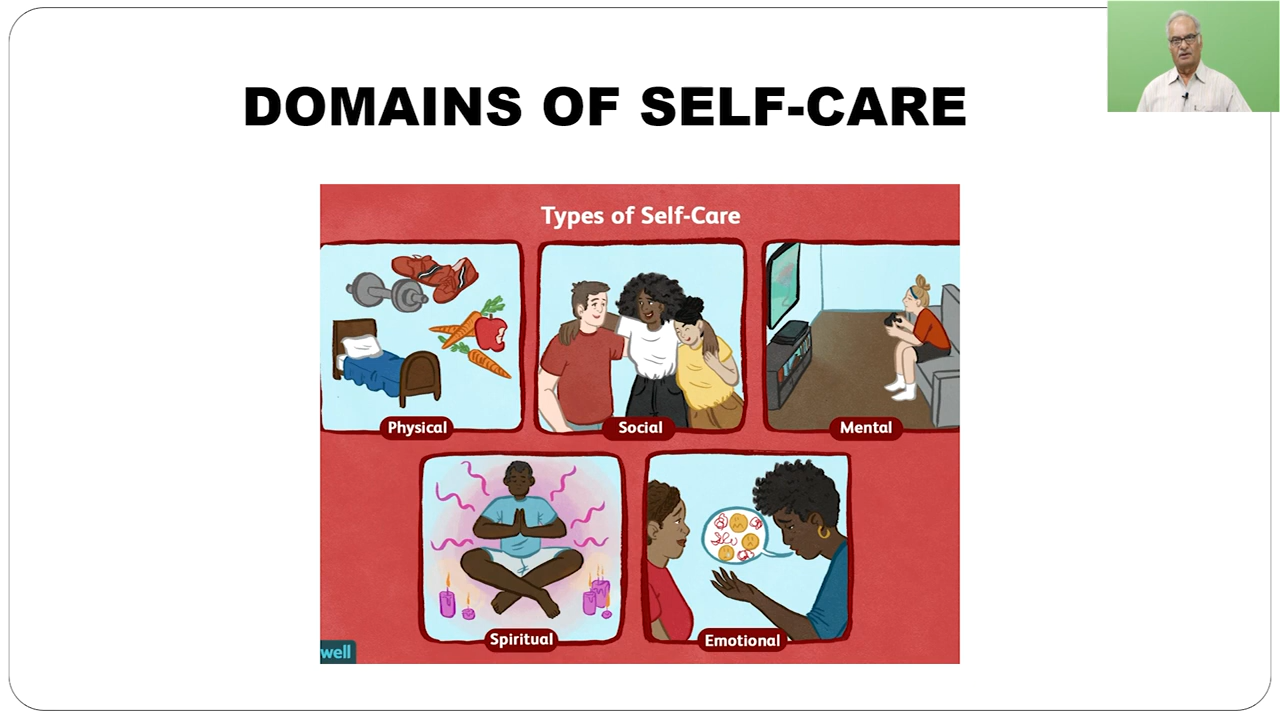 DOMAINS OF SELF-CARE
Types of Self-Care
Physical
Social
Mental
Spiritual
Emotional
well